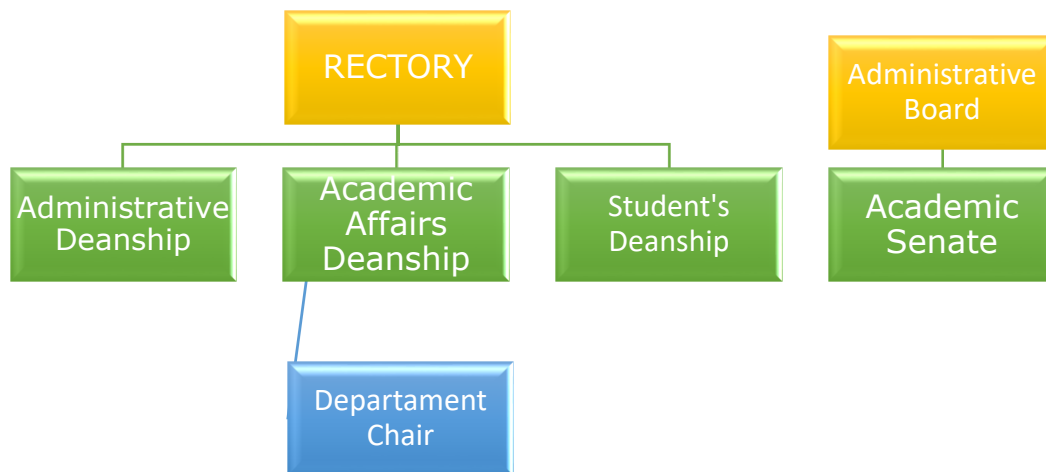 RECTORY
Administrative
Board
Administrative
Deanship
Academic
Affairs
Deanship
Student's
Deanship
Academic
Senate
Departament
Chair